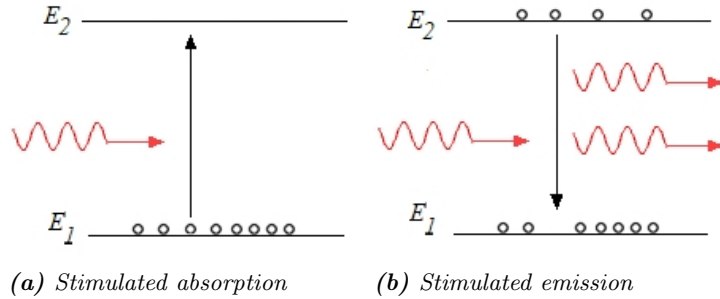 E₂
E₁
(a) Stimulated absorption
E₂
E₁
(b) Stimulated emission